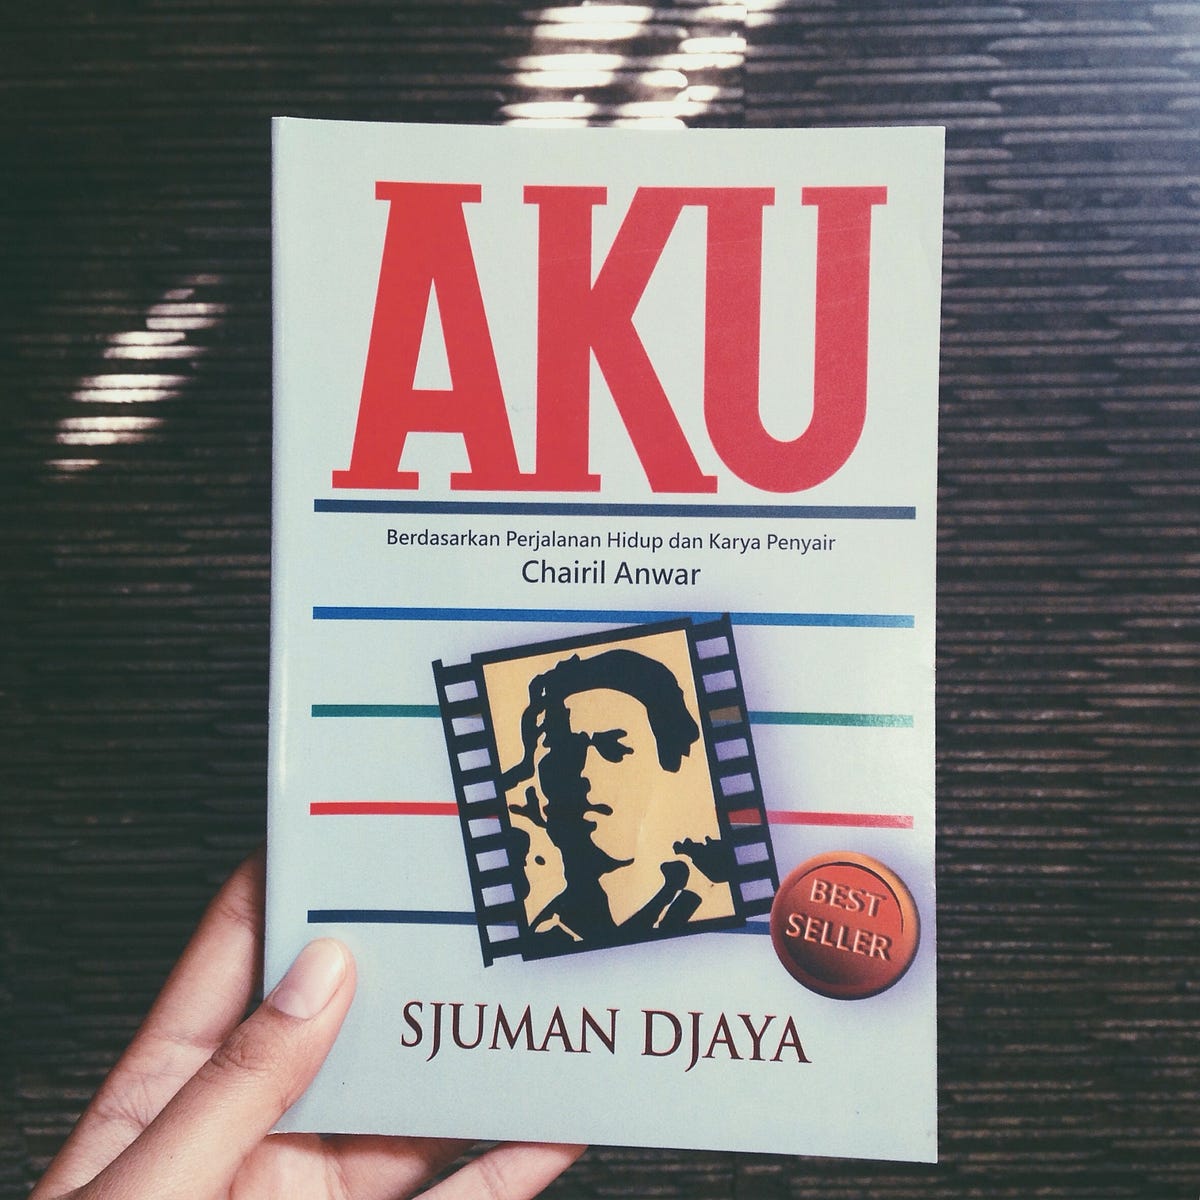 AKU
Berdasarkan Perjalanan Hidup dan Karya Penyair
Chairil Anwar
BEST
SELLER
SJUMAN DJAYA